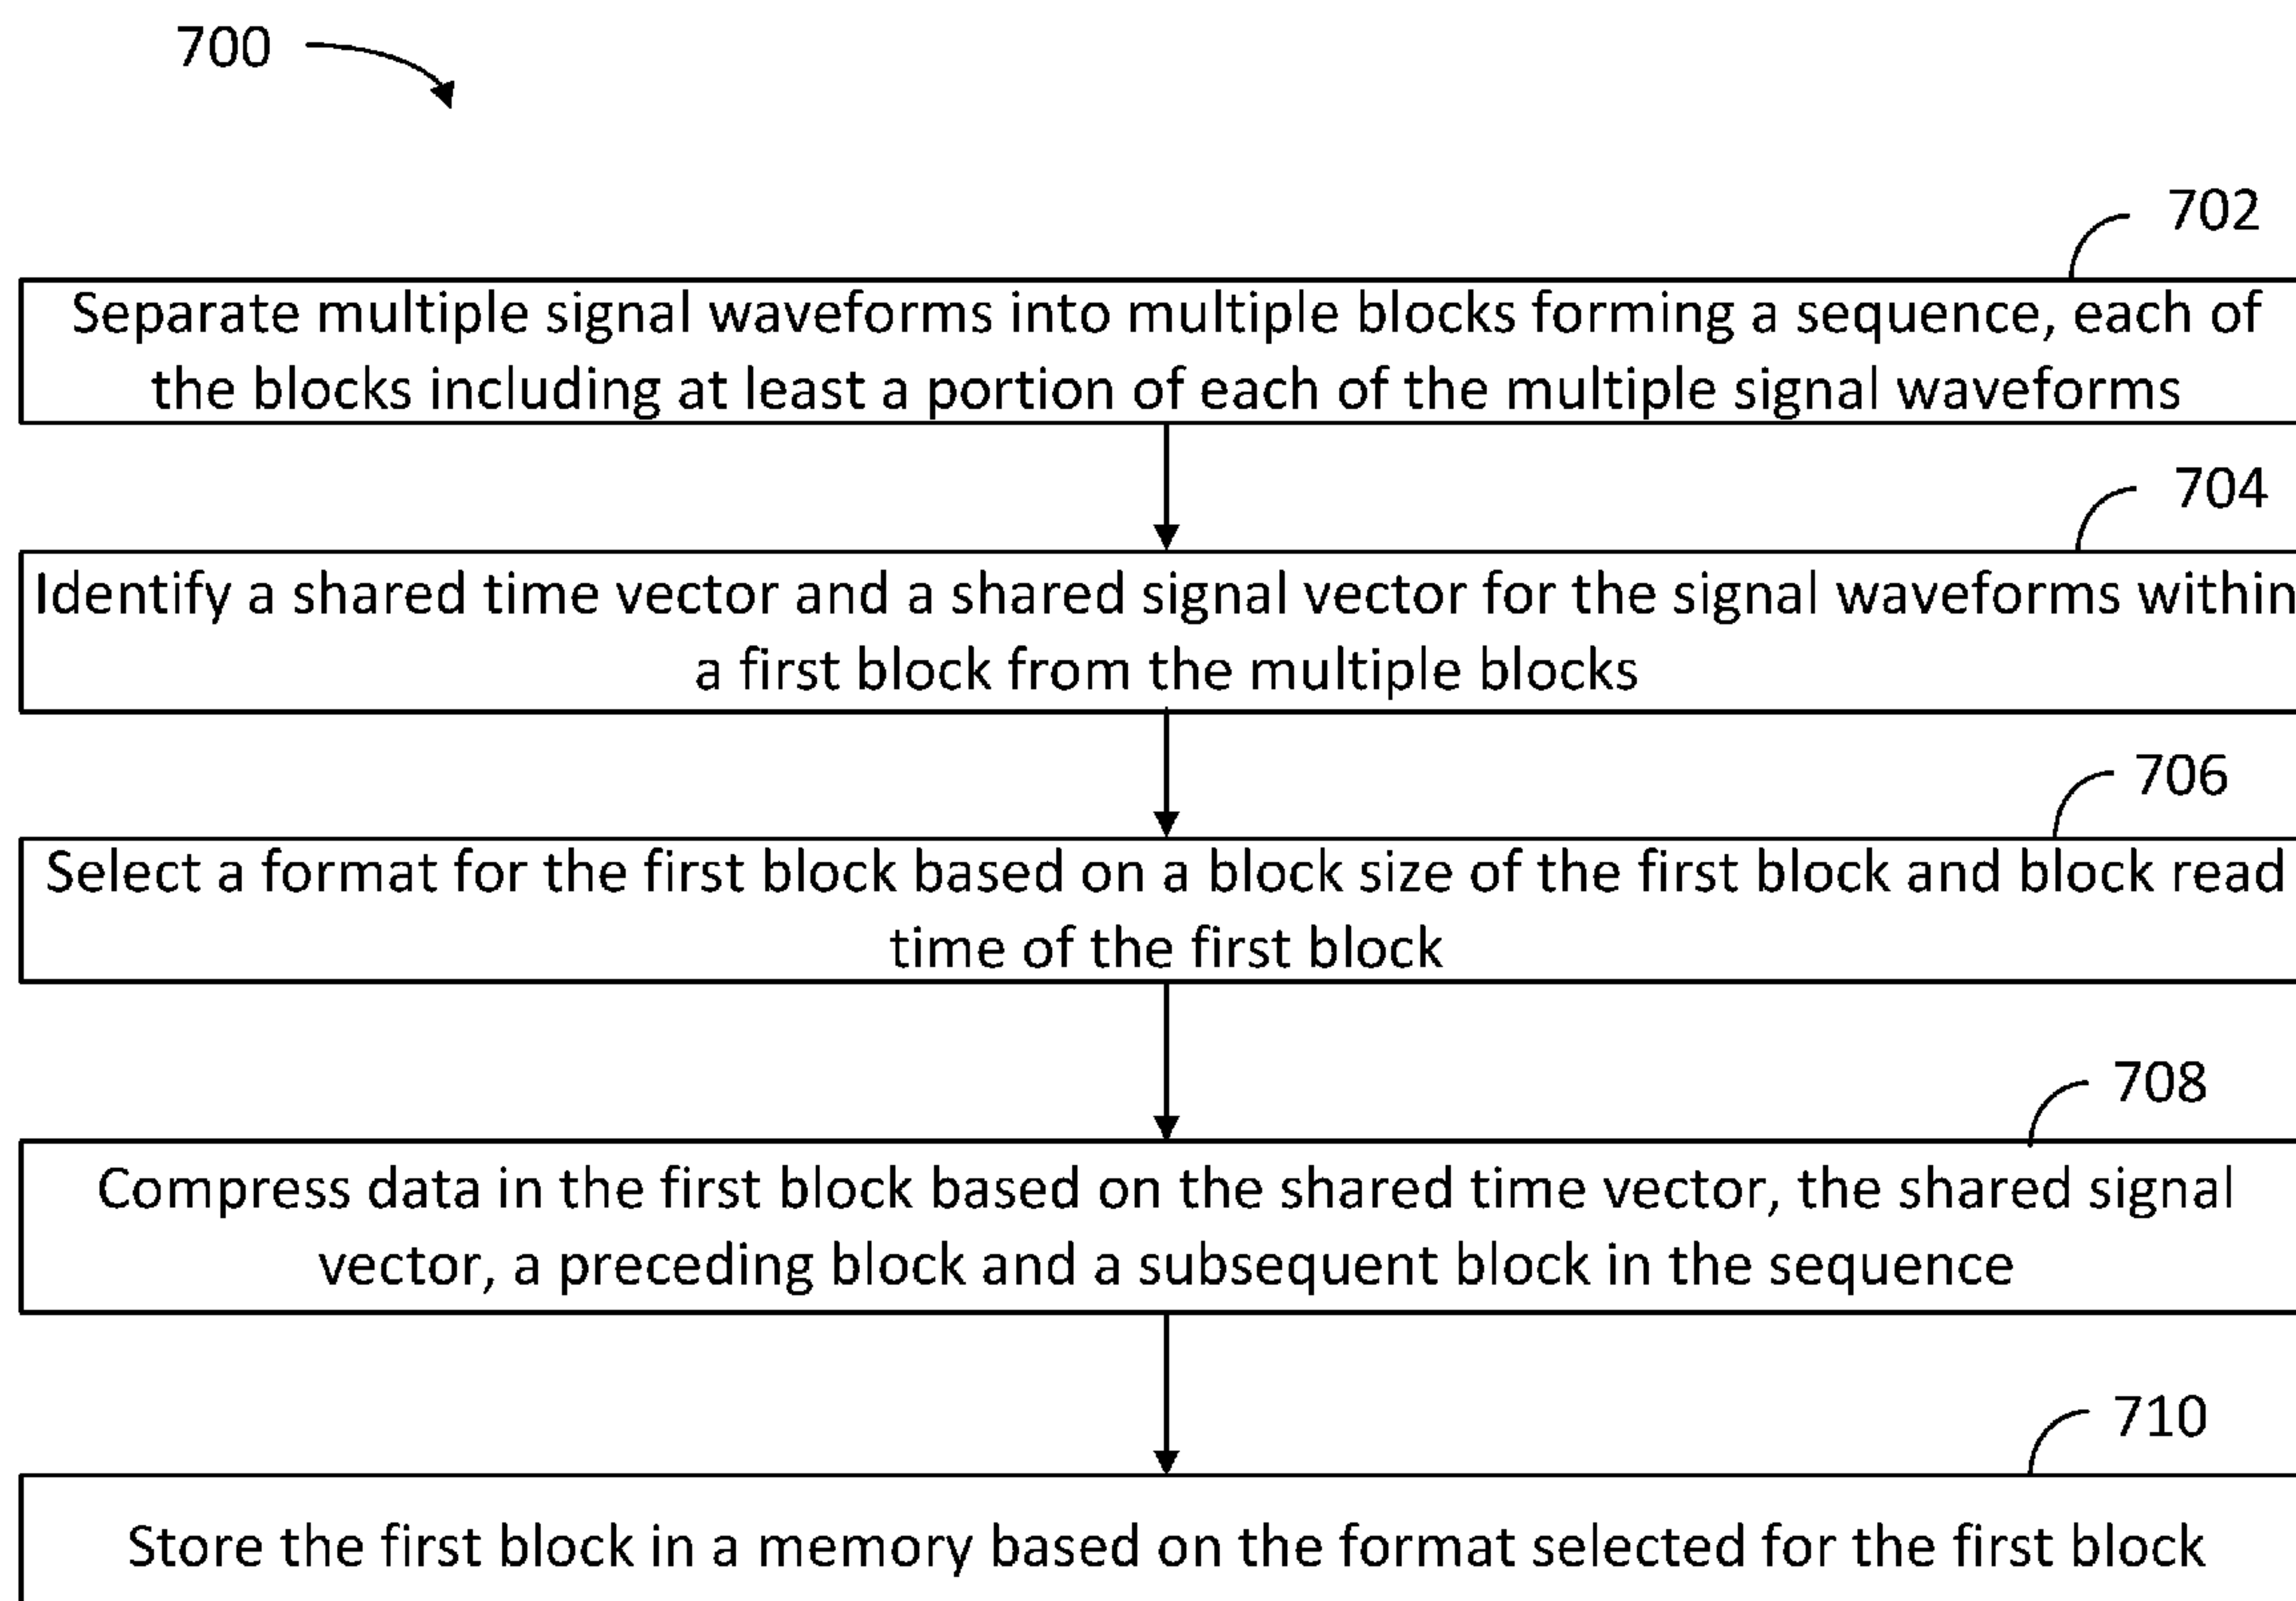 700
702
Separate multiple signal waveforms into multiple blocks forming a sequence, each of
the blocks including at least a portion of each of the multiple signal waveforms
704
Identify a shared time vector and a shared signal vector for the signal waveforms within
a first block from the multiple blocks
706
Select a format for the first block based on a block size of the first block and block read
time of the first block
708
Compress data in the first block based on the shared time vector, the shared signal
vector, a preceding block and a subsequent block in the sequence
710
Store the first block in a memory based on the format selected for the first block